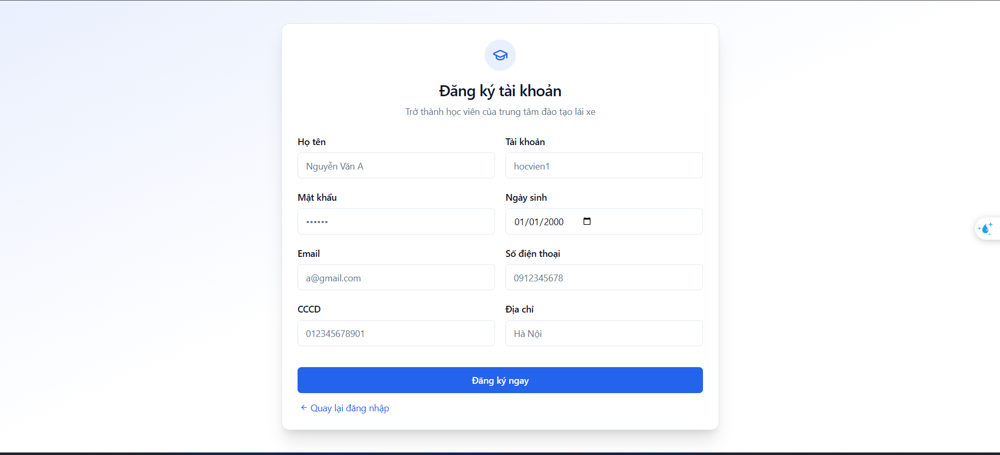 Đăng ký tài khoản
Trở thành học viên của trung tâm đào tạo lái xe
Họ tên
Tài khoản
Nguyễn Văn A
hocvien1
Mật khẩu
Ngày sinh
••••••
01/01/2000
Email
Số điện thoại
a@gmail.com
0912345678
CCCD
Địa chỉ
012345678901
Hà Nội
Đăng ký ngay
← Quay lại đăng nhập